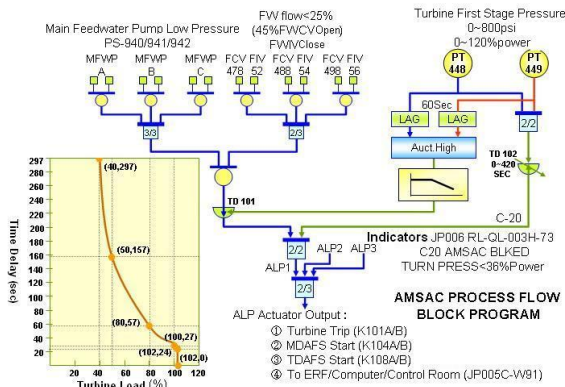 Main Feedwater Pump Low Pressure
PS-940/941/942
FW flow<25%
(45%FWCVOpen)
FWIVClose
Turbine First Stage Pressure
0~800psi
0~120%power
MFWP A
MFWP B
MFWP C
FCV 478
FIV 52
FCV 488
FIV 54
FCV 498
FIV 56
PT 448
PT 449
3/3
2/3
60Sec
LAG
LAG
2/2
Auct.High
TD 102
0~420
SEC
TD 101
C-20
2/2
ALP1
ALP2
ALP3
2/3
Indicators JP006 RL-QL-003H-73
C20 AMSAC BLKED
TURN PRESS<36%Power
AMSAC PROCESS FLOW
BLOCK PROGRAM
ALP Actuator Output :
① Turbine Trip (K101A/B)
② MDAFS Start (K104A/B)
③ TDAFS Start (K108A/B)
④ To ERF/Computer/Control Room (JP005C-W91)
Time Delay (sec)
297
280
260
240
220
200
180
160
140
120
100
80
60
40
20
(40,297)
(50,157)
(80,57)
(100,27)
(102,24)
(102,0)
0 20 40 60 80 100 120
Turbine Load (%)